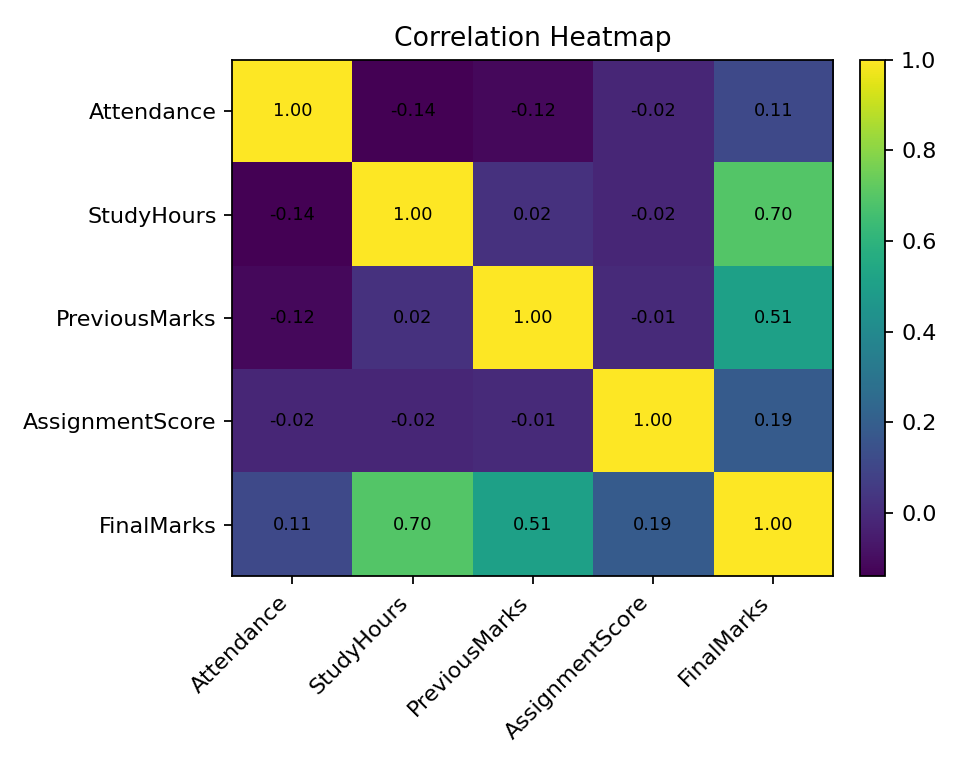 Correlation Heatmap
Attendance 1.00 -0.14 -0.12 -0.02 0.11
StudyHours -0.14 1.00 0.02 -0.02 0.70
PreviousMarks -0.12 0.02 1.00 -0.01 0.51
AssignmentScore -0.02 -0.02 -0.01 1.00 0.19
FinalMarks 0.11 0.70 0.51 0.19 1.00
Attendance StudyHours PreviousMarks AssignmentScore FinalMarks
1.0
0.8
0.6
0.4
0.2
0.0